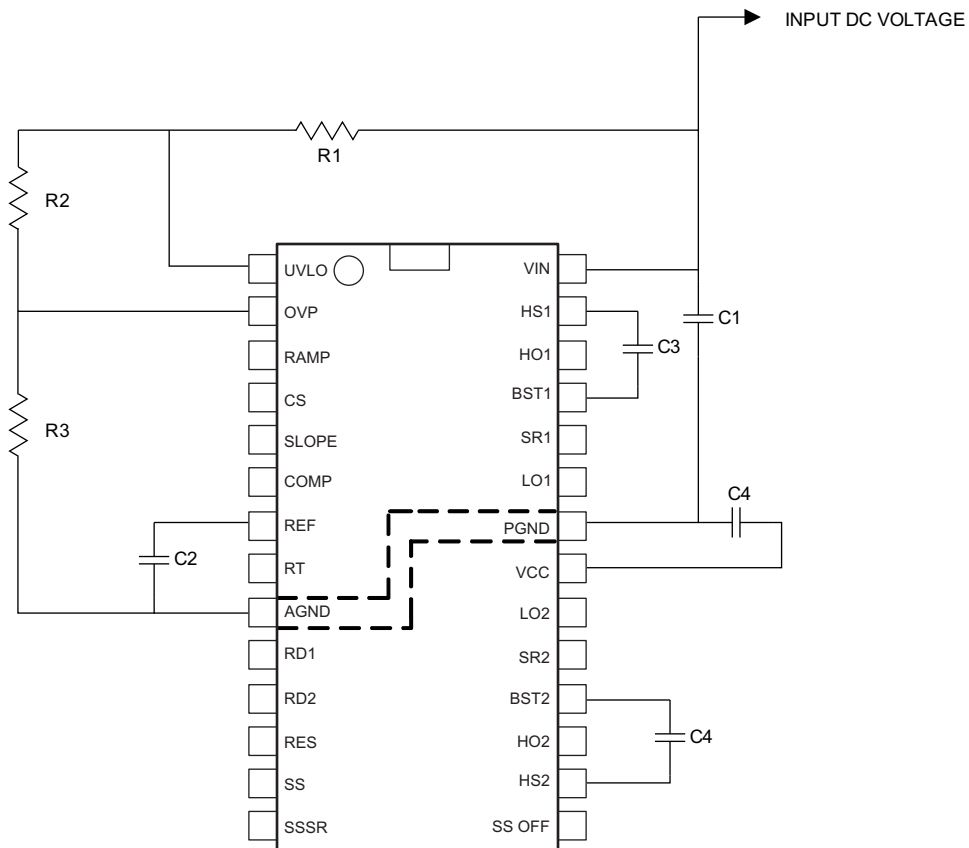 INPUT DC VOLTAGE
R1
R2
UVLO
VIN
OVP
HS1
C1
RAMP
HO1
C3
CS
BST1
R3
SLOPE
SR1
COMP
LO1
C4
REF
PGND
C2
RT
VCC
AGND
LO2
RD1
SR2
RD2
BST2
RES
HO2
C4
SS
HS2
SSSR
SS OFF